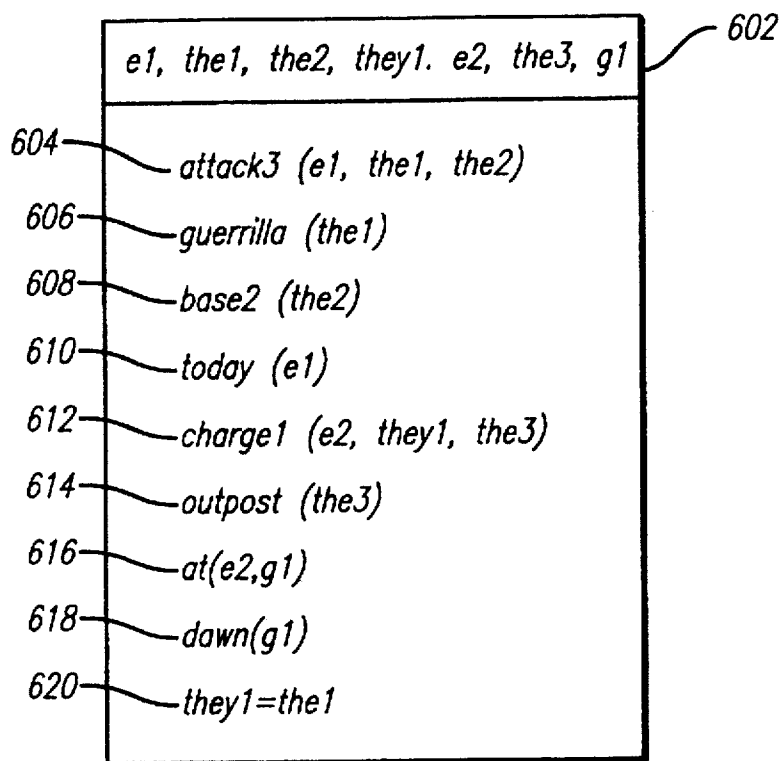 602
e1, the1, the2, they1. e2, the3, g1
604 attack3 (e1, the1, the2)
606 guerrilla (the1)
608 base2 (the2)
610 today (e1)
612 charge1 (e2, they1, the3)
614 outpost (the3)
616 at(e2,g1)
618 dawn(g1)
620 they1=the1